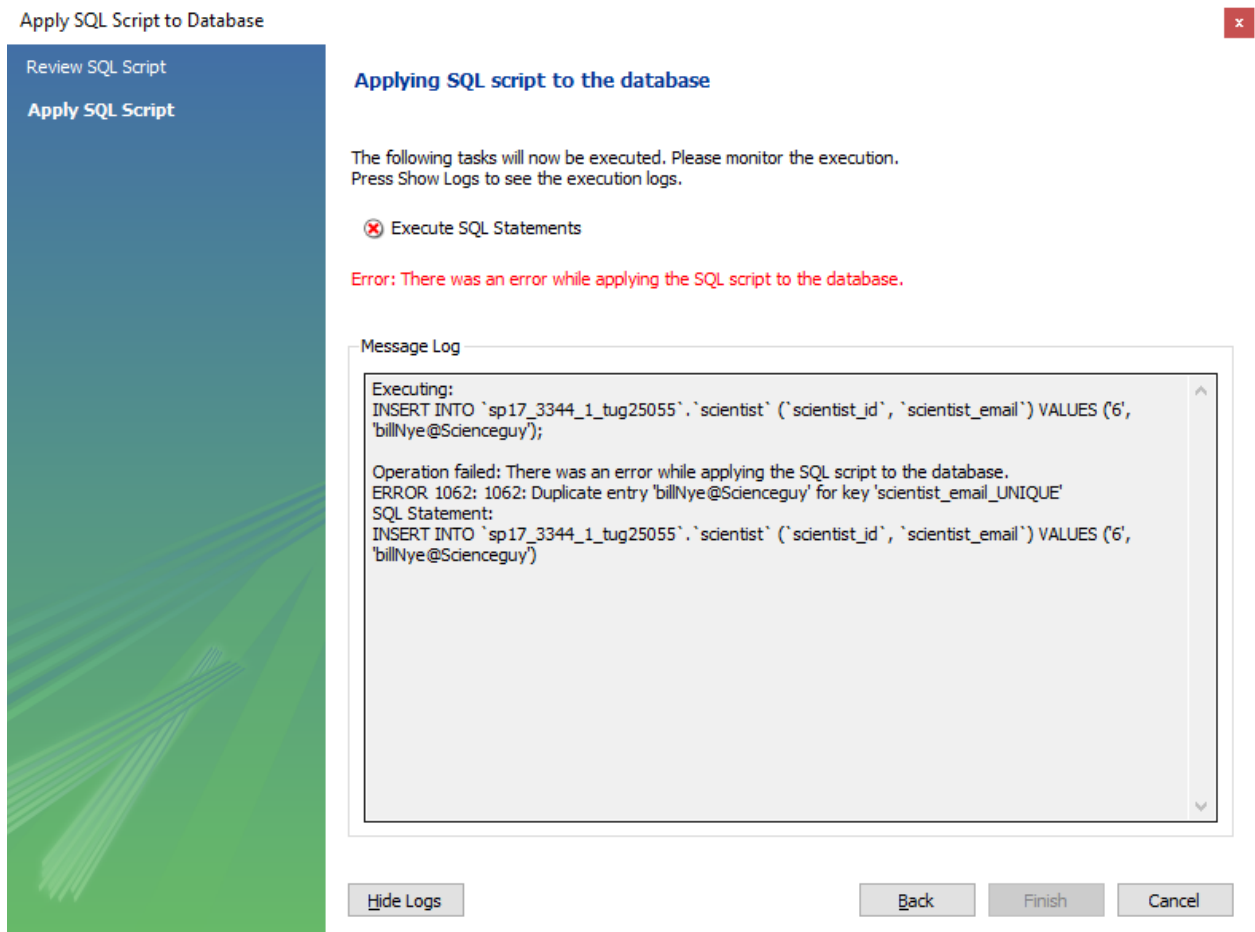 Apply SQL Script to Database
x
Review SQL Script
Apply SQL Script
Applying SQL script to the database
The following tasks will now be executed. Please monitor the execution.
Press Show Logs to see the execution logs.
Execute SQL Statements
Error: There was an error while applying the SQL script to the database.
Message Log
Executing:
INSERT INTO `sp17_3344_1_tug25055`.`scientist` (`scientist_id`, `scientist_email`) VALUES ('6',
'billNye@Scienceguy');
Operation failed: There was an error while applying the SQL script to the database.
ERROR 1062: 1062: Duplicate entry 'billNye@Scienceguy' for key 'scientist_email_UNIQUE'
SQL Statement:
INSERT INTO `sp17_3344_1_tug25055`.`scientist` (`scientist_id`, `scientist_email`) VALUES ('6',
'billNye@Scienceguy')
Hide Logs
Back
Finish
Cancel